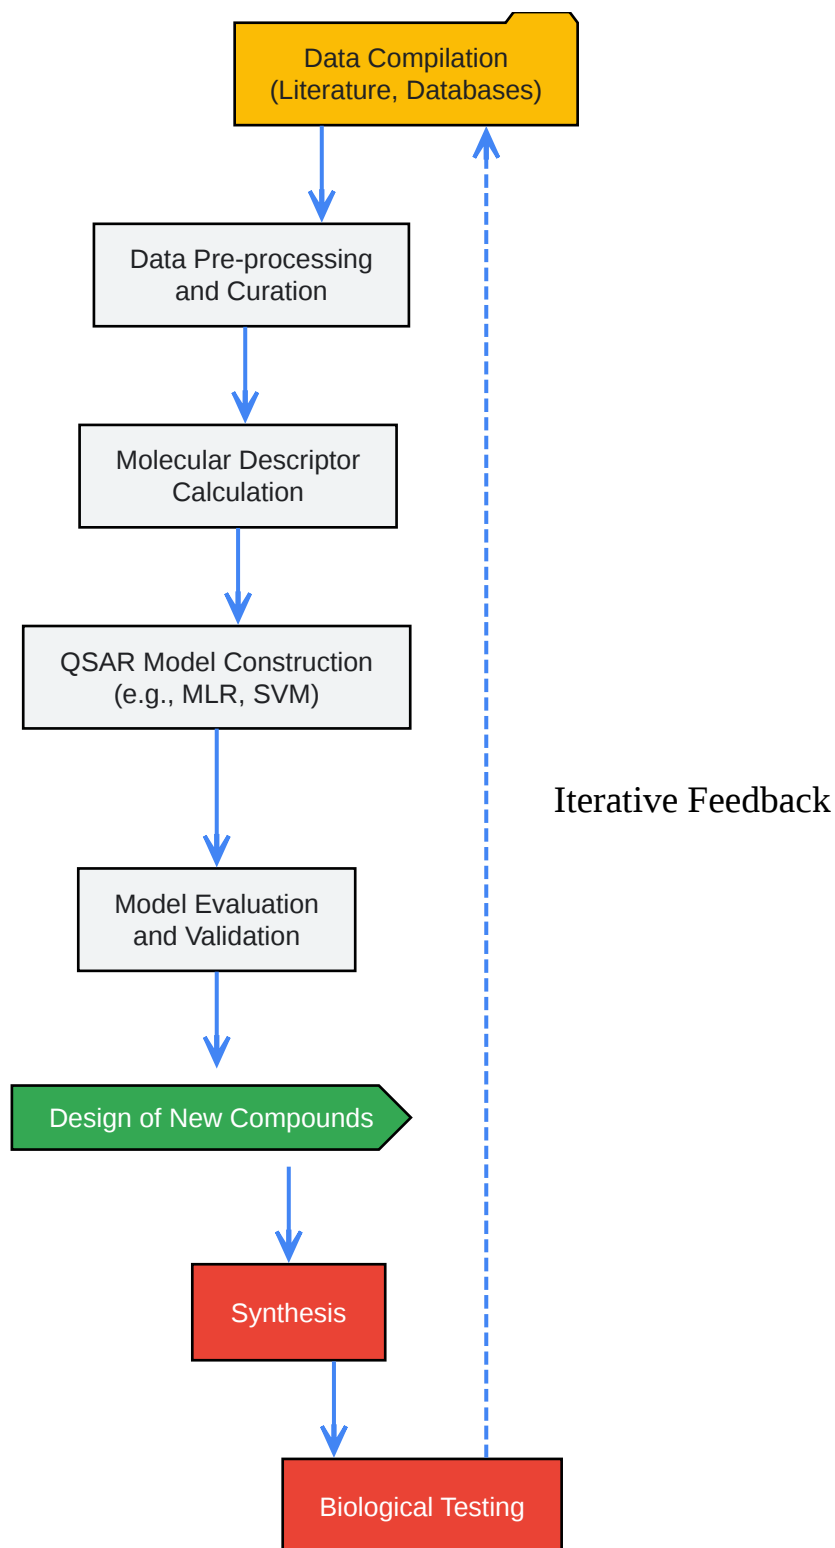 Data Compilation
(Literature, Databases)
Data Pre-processing
and Curation
Molecular Descriptor
Calculation
QSAR Model Construction
(e.g., MLR, SVM)
Iterative Feedback
Model Evaluation
and Validation
Design of New Compounds
Synthesis
Biological Testing